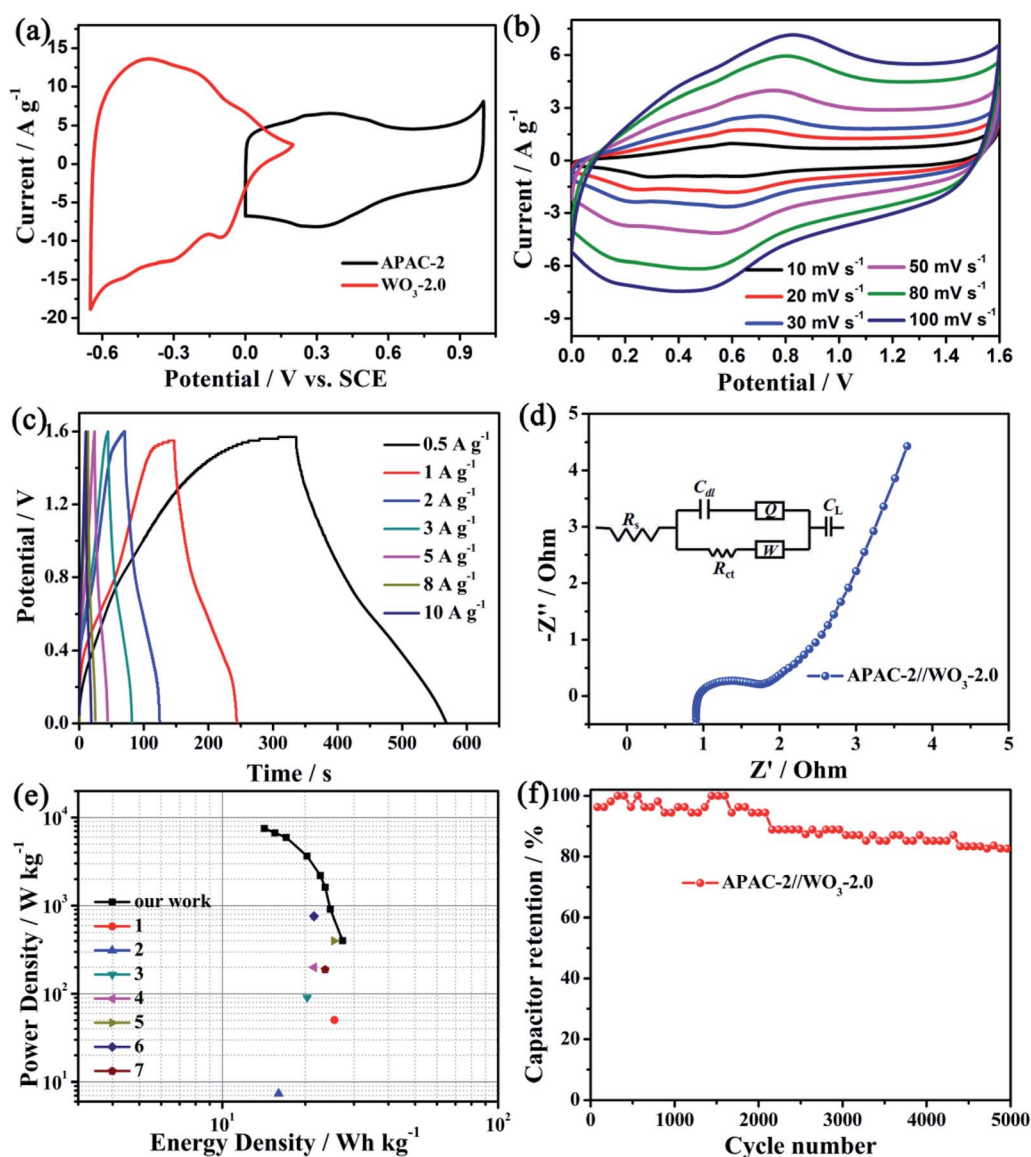 (a)
Current / A g-1
20
15
10
5
0
-5
-10
-15
-20
-0.6
-0.3
0.0
0.3
0.6
0.9
Potential / V vs. SCE
APAC-2
WO3-2.0
(b)
Current / A g-1
6
3
0
-3
-6
-9
0.0
0.2
0.4
0.6
0.8
1.0
1.2
1.4
1.6
Potential / V
10 mV s-1
20 mV s-1
30 mV s-1
50 mV s-1
80 mV s-1
100 mV s-1
(c)
Potential / V
1.6
1.2
0.8
0.4
0.0
0
100
200
300
400
500
600
Time / s
0.5 A g-1
1 A g-1
2 A g-1
3 A g-1
5 A g-1
8 A g-1
10 A g-1
(d)
-Z'' / Ohm
5
4
3
2
1
0
0
1
2
3
4
5
Z' / Ohm
Rs
Cdl
Q
CL
Rct
W
APAC-2//WO3-2.0
(e)
Power Density / W kg-1
104
103
102
101
101
102
Energy Density / Wh kg-1
our work
1
2
3
4
5
6
7
(f)
Capacitor retention / %
100
80
60
40
20
0
0
1000
2000
3000
4000
5000
Cycle number
APAC-2//WO3-2.0